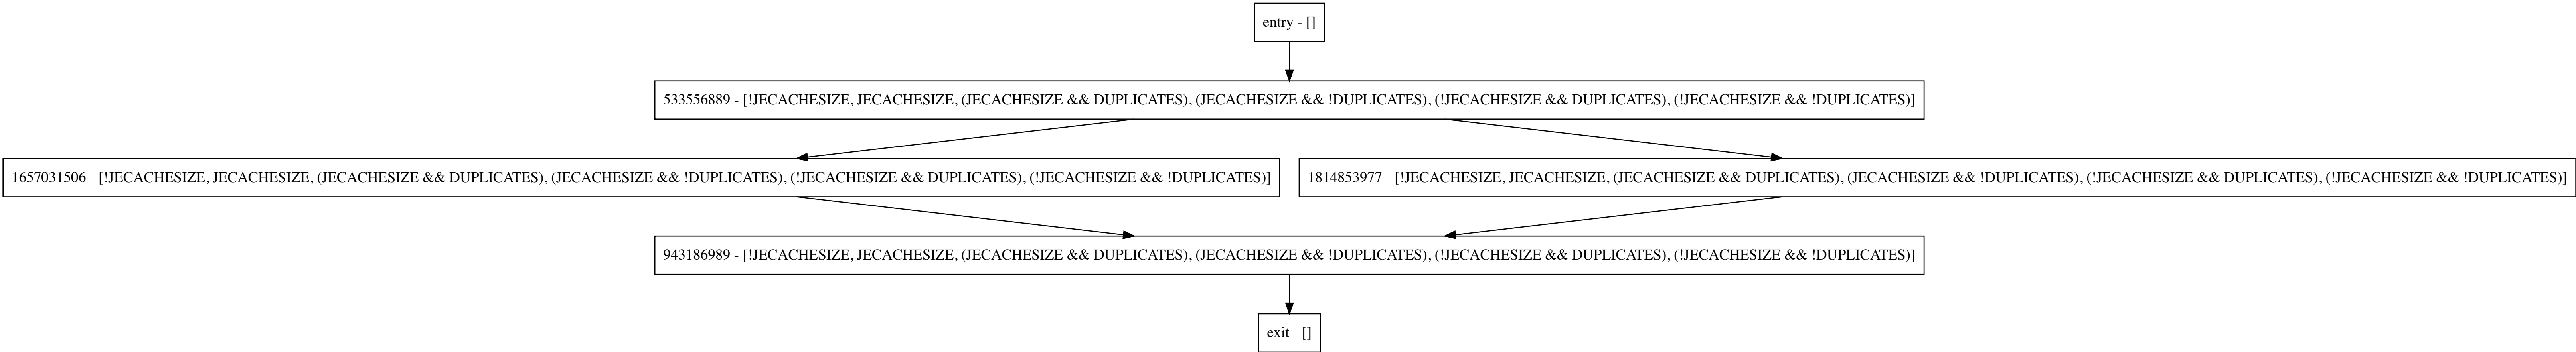 entry - []
533556889 - [!JECACHESIZE, JECACHESIZE, (JECACHESIZE && DUPLICATES), (JECACHESIZE && !DUPLICATES), (!JECACHESIZE && DUPLICATES), (!JECACHESIZE && !DUPLICATES)]
1657031506 - [!JECACHESIZE, JECACHESIZE, (JECACHESIZE && DUPLICATES), (JECACHESIZE && !DUPLICATES), (!JECACHESIZE && DUPLICATES), (!JECACHESIZE && !DUPLICATES)]
1814853977 - [!JECACHESIZE, JECACHESIZE, (JECACHESIZE && DUPLICATES), (JECACHESIZE && !DUPLICATES), (!JECACHESIZE && DUPLICATES), (!JECACHESIZE && !DUPLICATES)]
943186989 - [!JECACHESIZE, JECACHESIZE, (JECACHESIZE && DUPLICATES), (JECACHESIZE && !DUPLICATES), (!JECACHESIZE && DUPLICATES), (!JECACHESIZE && !DUPLICATES)]
exit - []